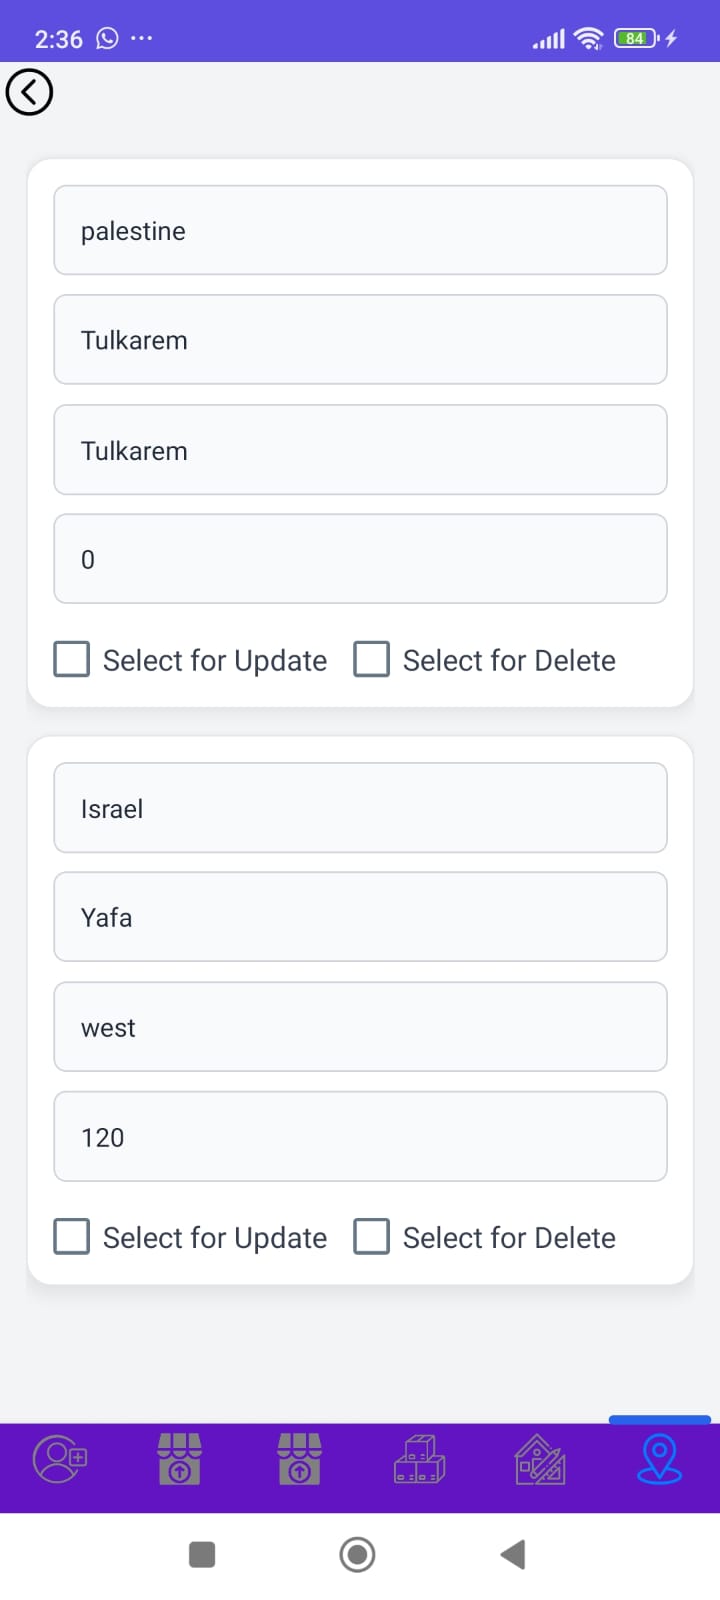 2:36
84
palestine
Tulkarem
Tulkarem
0
Select for Update Select for Delete
Israel
Yafa
west
120
Select for Update Select for Delete